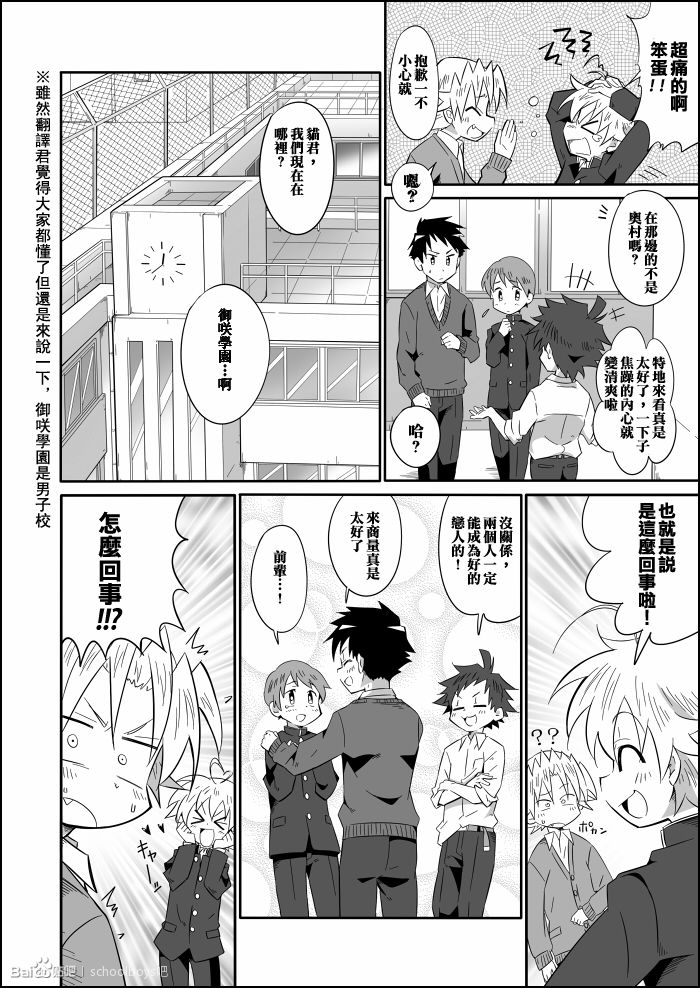 超痛的啊
笨蛋!!
抱歉一不
小心就
嗯?
在那邊的不是
奧村嗎?
特地來看真是
太好了,一下子
焦躁的內心就
變清爽啦
哈?
貓君,
我們現在在
哪裡?
御咲學園…啊
※雖然翻譯君覺得大家都懂了但還是來說一下,御咲學園是男子校
也就是說
是這麼回事啦!
??
ポカン
沒關係,
兩個人一定
能成為好的
戀人的!
來商量真是
太好了
前輩…!
怎麼回事
!!!?
キャー
schoolboys吧